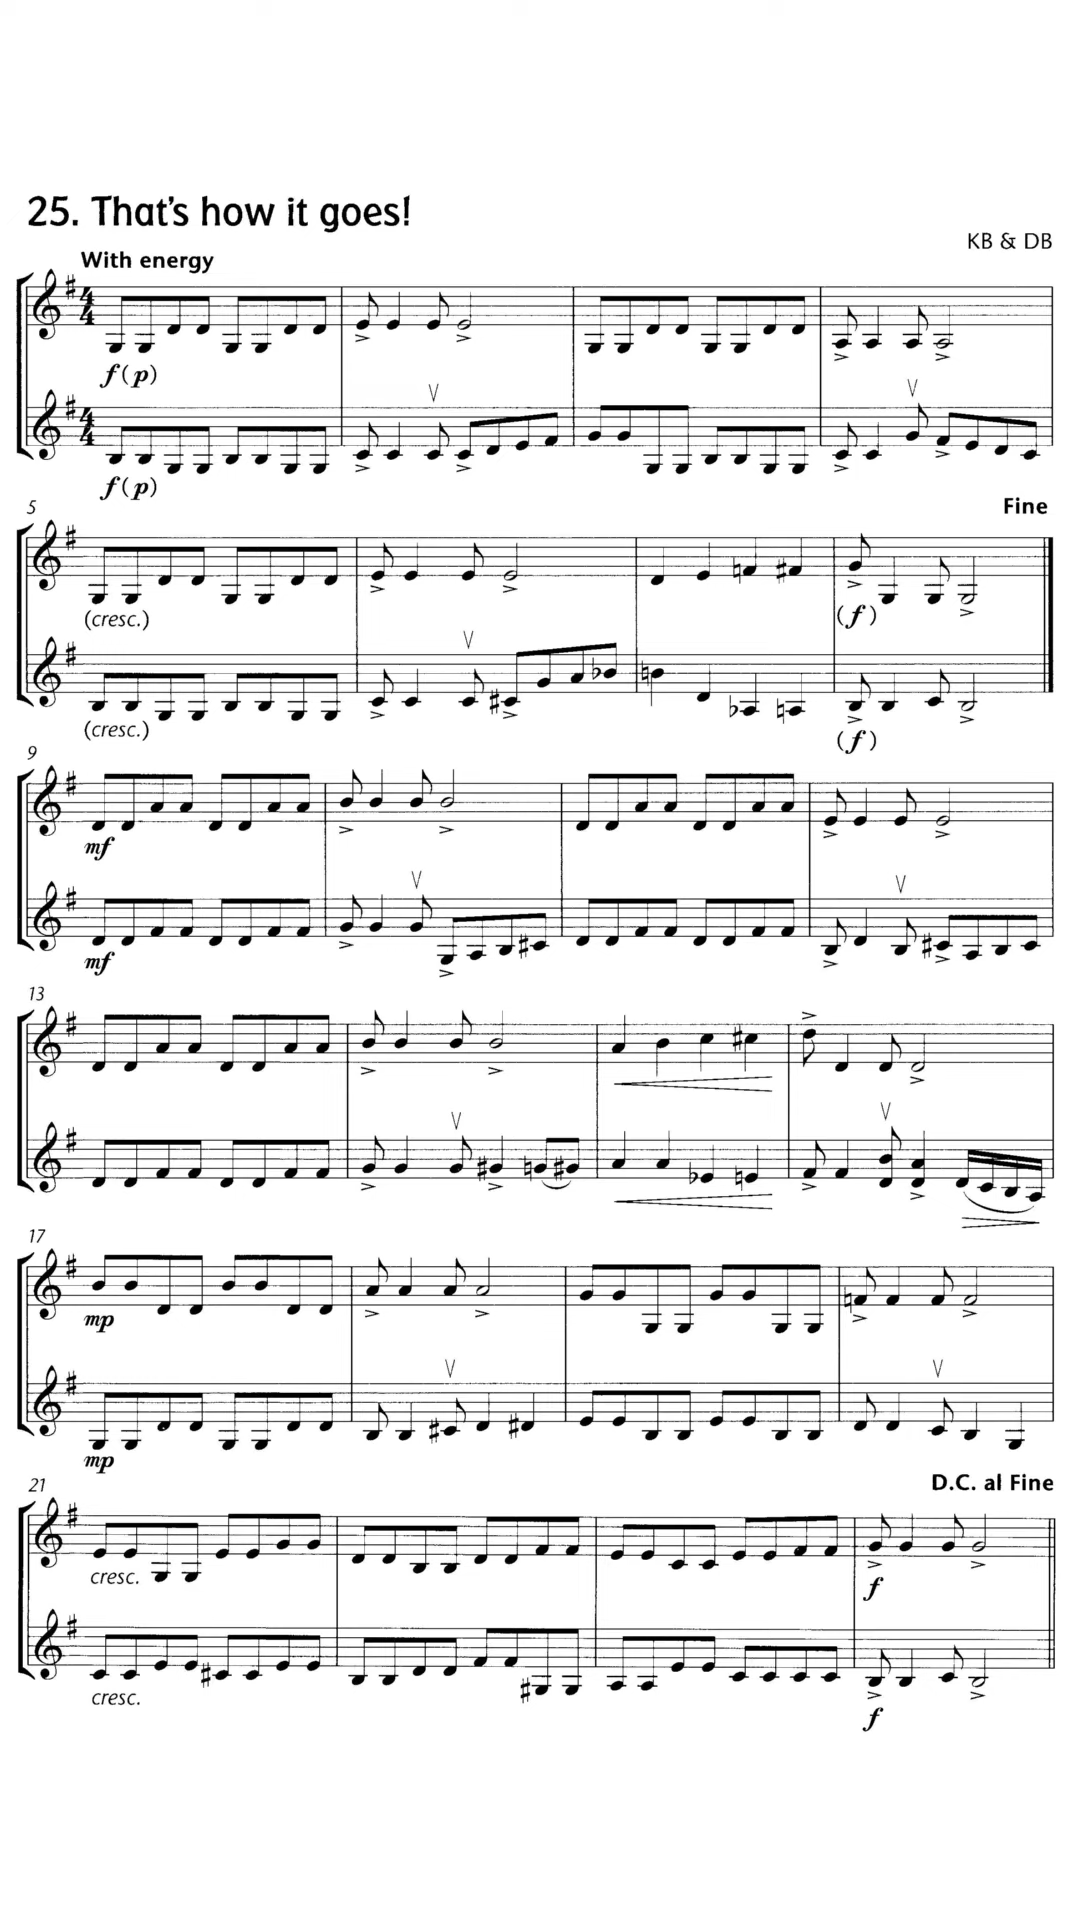 25. That's how it goes!
KB & DB
With energy
f(p)
f(p)
5
Fine
(cresc.)
(f)
(cresc.)
(f)
9
mf
mf
13
17
mp
mp
21
D.C. al Fine
cresc.
f
cresc.
f